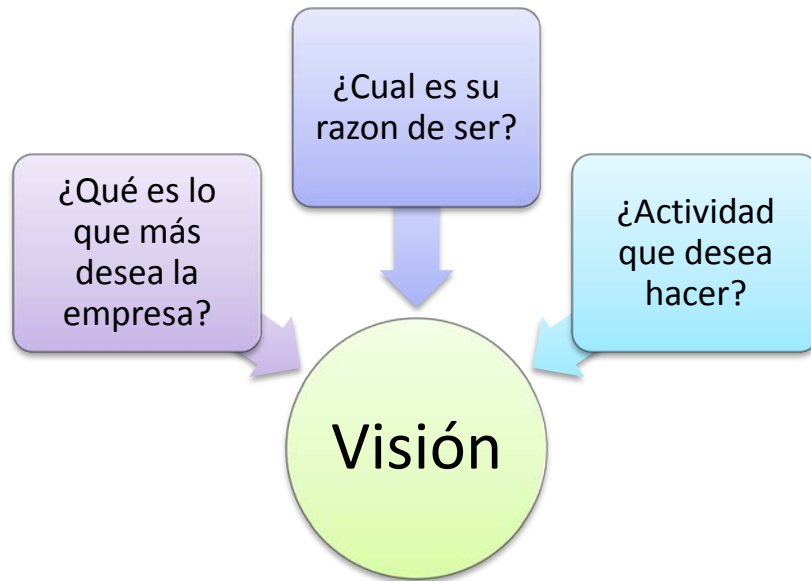 ¿Qué es lo
que más
desea la
empresa?
¿Cual es su
razon de ser?
¿Actividad
que desea
hacer?
Visión